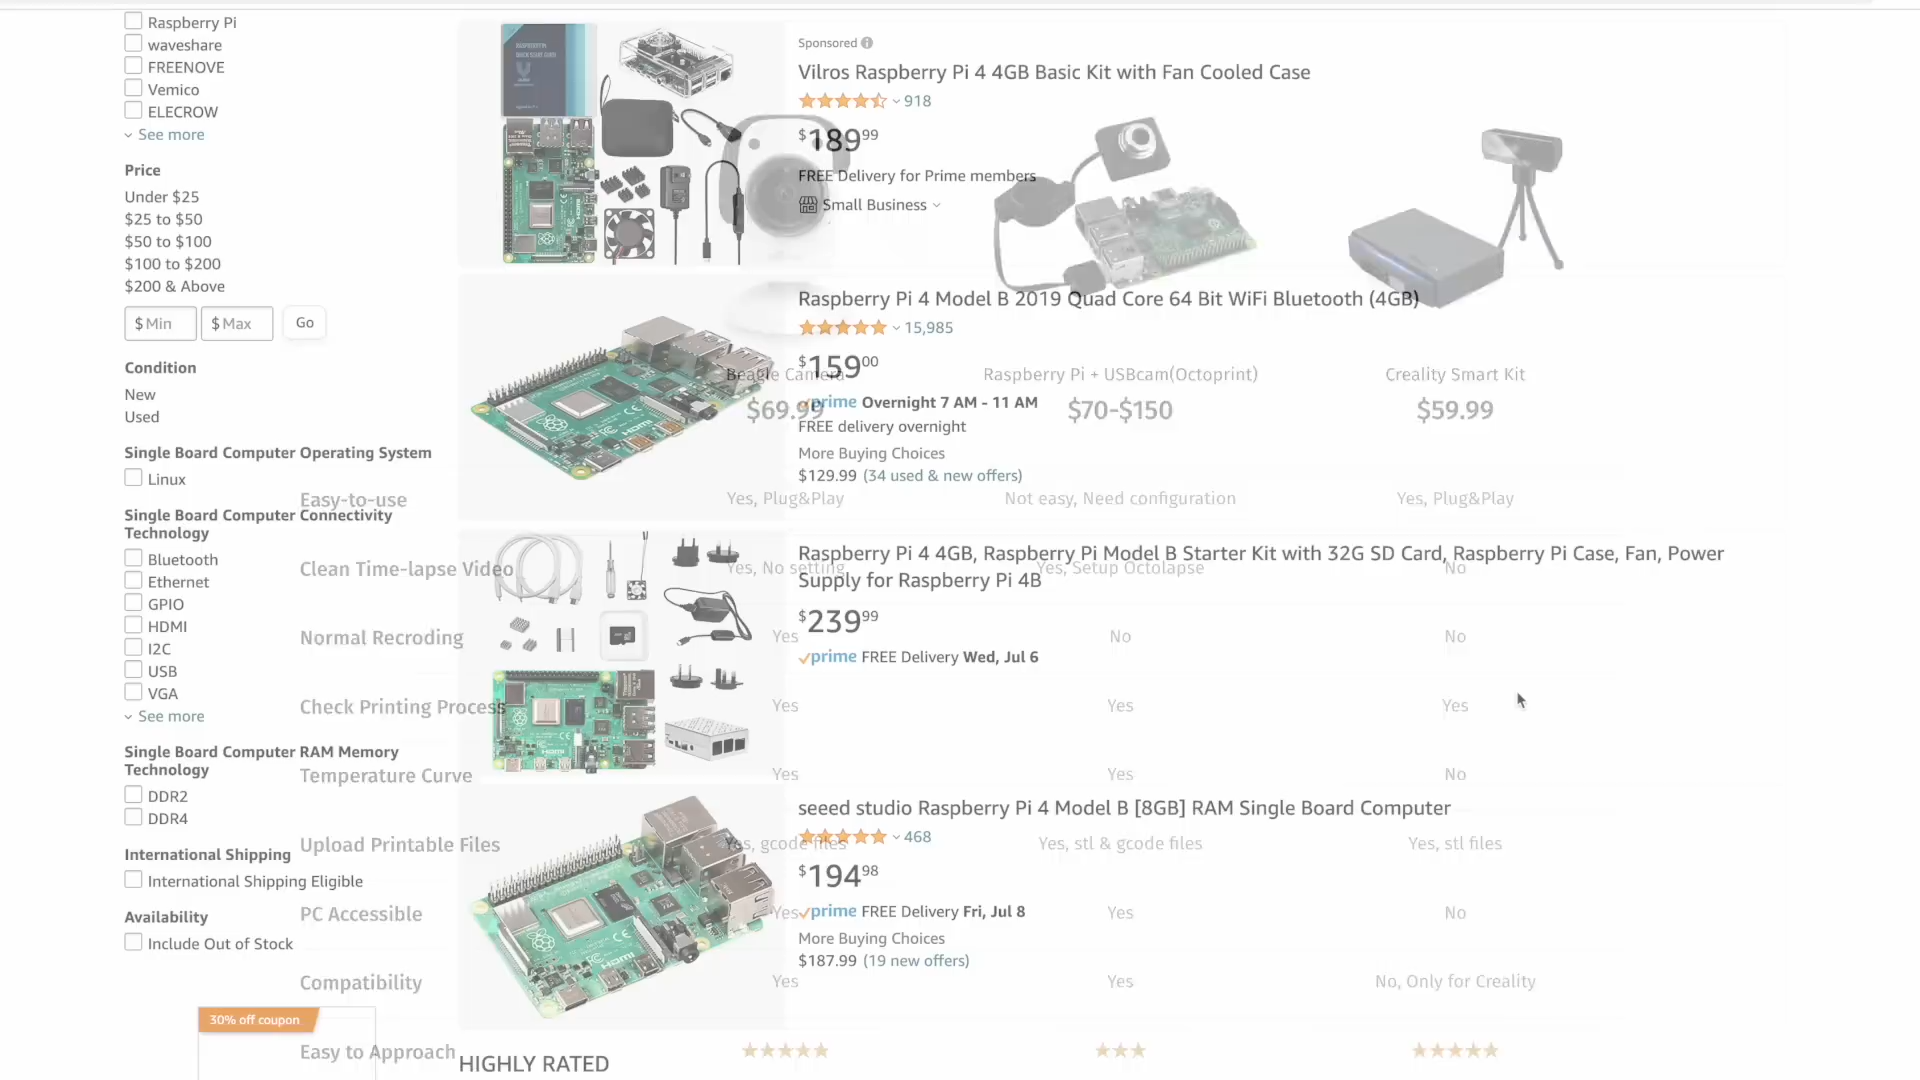 Raspberry Pi
waveshare
FREENOVE
Vemico
ELECROW
See more
Price
Under $25
$25 to $50
$50 to $100
$100 to $200
$200 & Above
$ Min
$ Max
Go
Condition
New
Used
Single Board Computer Operating System
Linux
Single Board Computer Connectivity
Technology
Bluetooth
Ethernet
GPIO
HDMI
I2C
USB
VGA
See more
Single Board Computer RAM Memory
Technology
DDR2
DDR4
International Shipping
International Shipping Eligible
Availability
Include Out of Stock
30% off coupon
Sponsored
Vilros Raspberry Pi 4 4GB Basic Kit with Fan Cooled Case
918
$189.99
FREE Delivery for Prime members
Small Business
Raspberry Pi 4 Model B 2019 Quad Core 64 Bit WiFi Bluetooth (4GB)
15,985
$159.00
prime Overnight 7 AM - 11 AM
FREE delivery overnight
More Buying Choices
$129.99 (34 used & new offers)
Raspberry Pi 4 4GB, Raspberry Pi Model B Starter Kit with 32G SD Card, Raspberry Pi Case, Fan, Power
Supply for Raspberry Pi 4B
$239.99
prime FREE Delivery Wed, Jul 6
seeed studio Raspberry Pi 4 Model B [8GB] RAM Single Board Computer
468
$194.98
prime FREE Delivery Fri, Jul 8
More Buying Choices
$187.99 (19 new offers)
HIGHLY RATED
Beagle Camera
Raspberry Pi + USBcam(Octoprint)
Creality Smart Kit
$69.99
$70-$150
$59.99
Easy-to-use
Yes, Plug&Play
Not easy, Need configuration
Yes, Plug&Play
Clean Time-lapse Video
Yes, No setting
Yes, Setup Octolapse
No
Normal Recroding
Yes
No
No
Check Printing Process
Yes
Yes
Yes
Temperature Curve
Yes
Yes
No
Upload Printable Files
Yes, gcode files
Yes, stl & gcode files
Yes, stl files
PC Accessible
Yes
Yes
No
Compatibility
Yes
Yes
No, Only for Creality
Easy to Approach